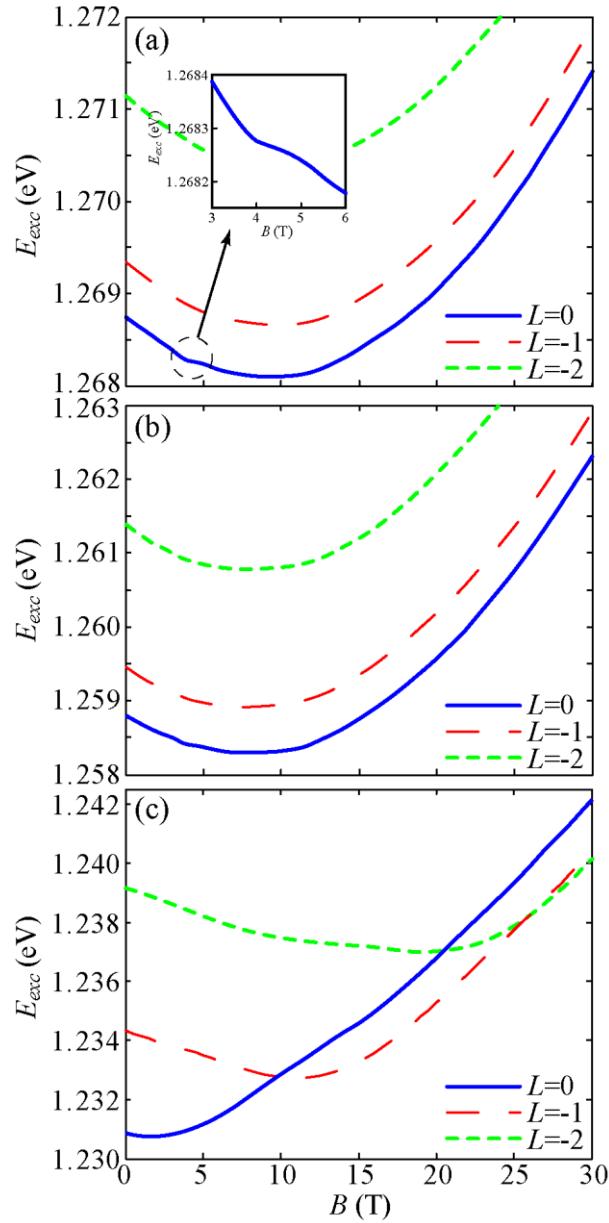 (a)
1.272
1.271
1.270
1.269
1.268
E_exc (eV)
1.2684
1.2683
1.2682
E_exc (eV)
3 4 5 6
B (T)
L=0
L=-1
L=-2
(b)
1.263
1.262
1.261
1.260
1.259
1.258
E_exc (eV)
L=0
L=-1
L=-2
(c)
1.242
1.240
1.238
1.236
1.234
1.232
1.230
E_exc (eV)
L=0
L=-1
L=-2
0 5 10 15 20 25 30
B (T)